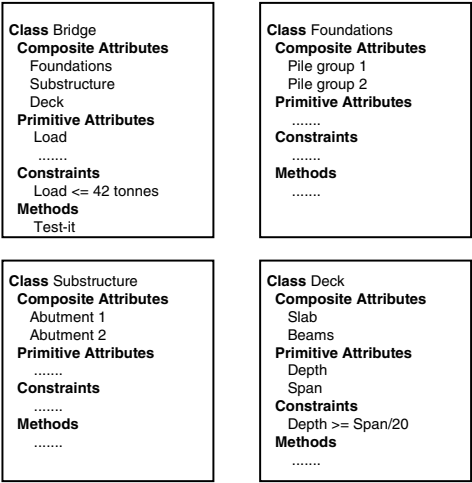 Class Bridge
Composite Attributes
Foundations
Substructure
Deck
Primitive Attributes
Load
.......
Constraints
Load <= 42 tonnes
Methods
Test-it
Class Foundations
Composite Attributes
Pile group 1
Pile group 2
Primitive Attributes
.......
Constraints
.......
Methods
.......
Class Substructure
Composite Attributes
Abutment 1
Abutment 2
Primitive Attributes
.......
Constraints
.......
Methods
.......
Class Deck
Composite Attributes
Slab
Beams
Primitive Attributes
Depth
Span
Constraints
Depth >= Span/20
Methods
.......